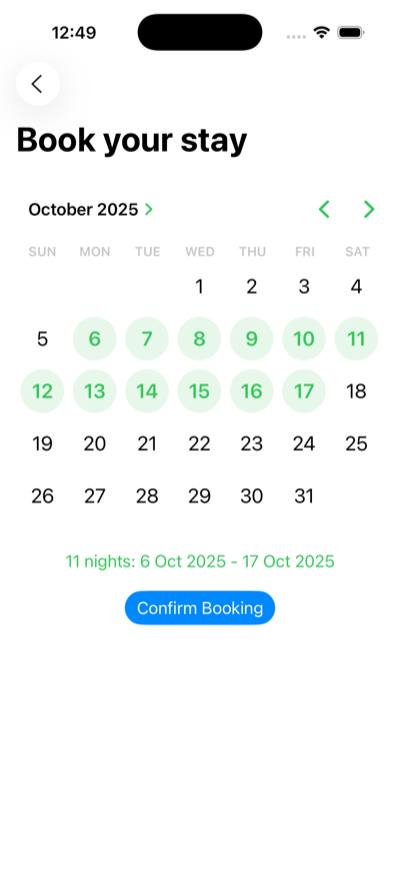 12:49
Book your stay
October 2025
SUN MON TUE WED THU FRI SAT
1 2 3 4
5 6 7 8 9 10 11
12 13 14 15 16 17 18
19 20 21 22 23 24 25
26 27 28 29 30 31
11 nights: 6 Oct 2025 - 17 Oct 2025
Confirm Booking